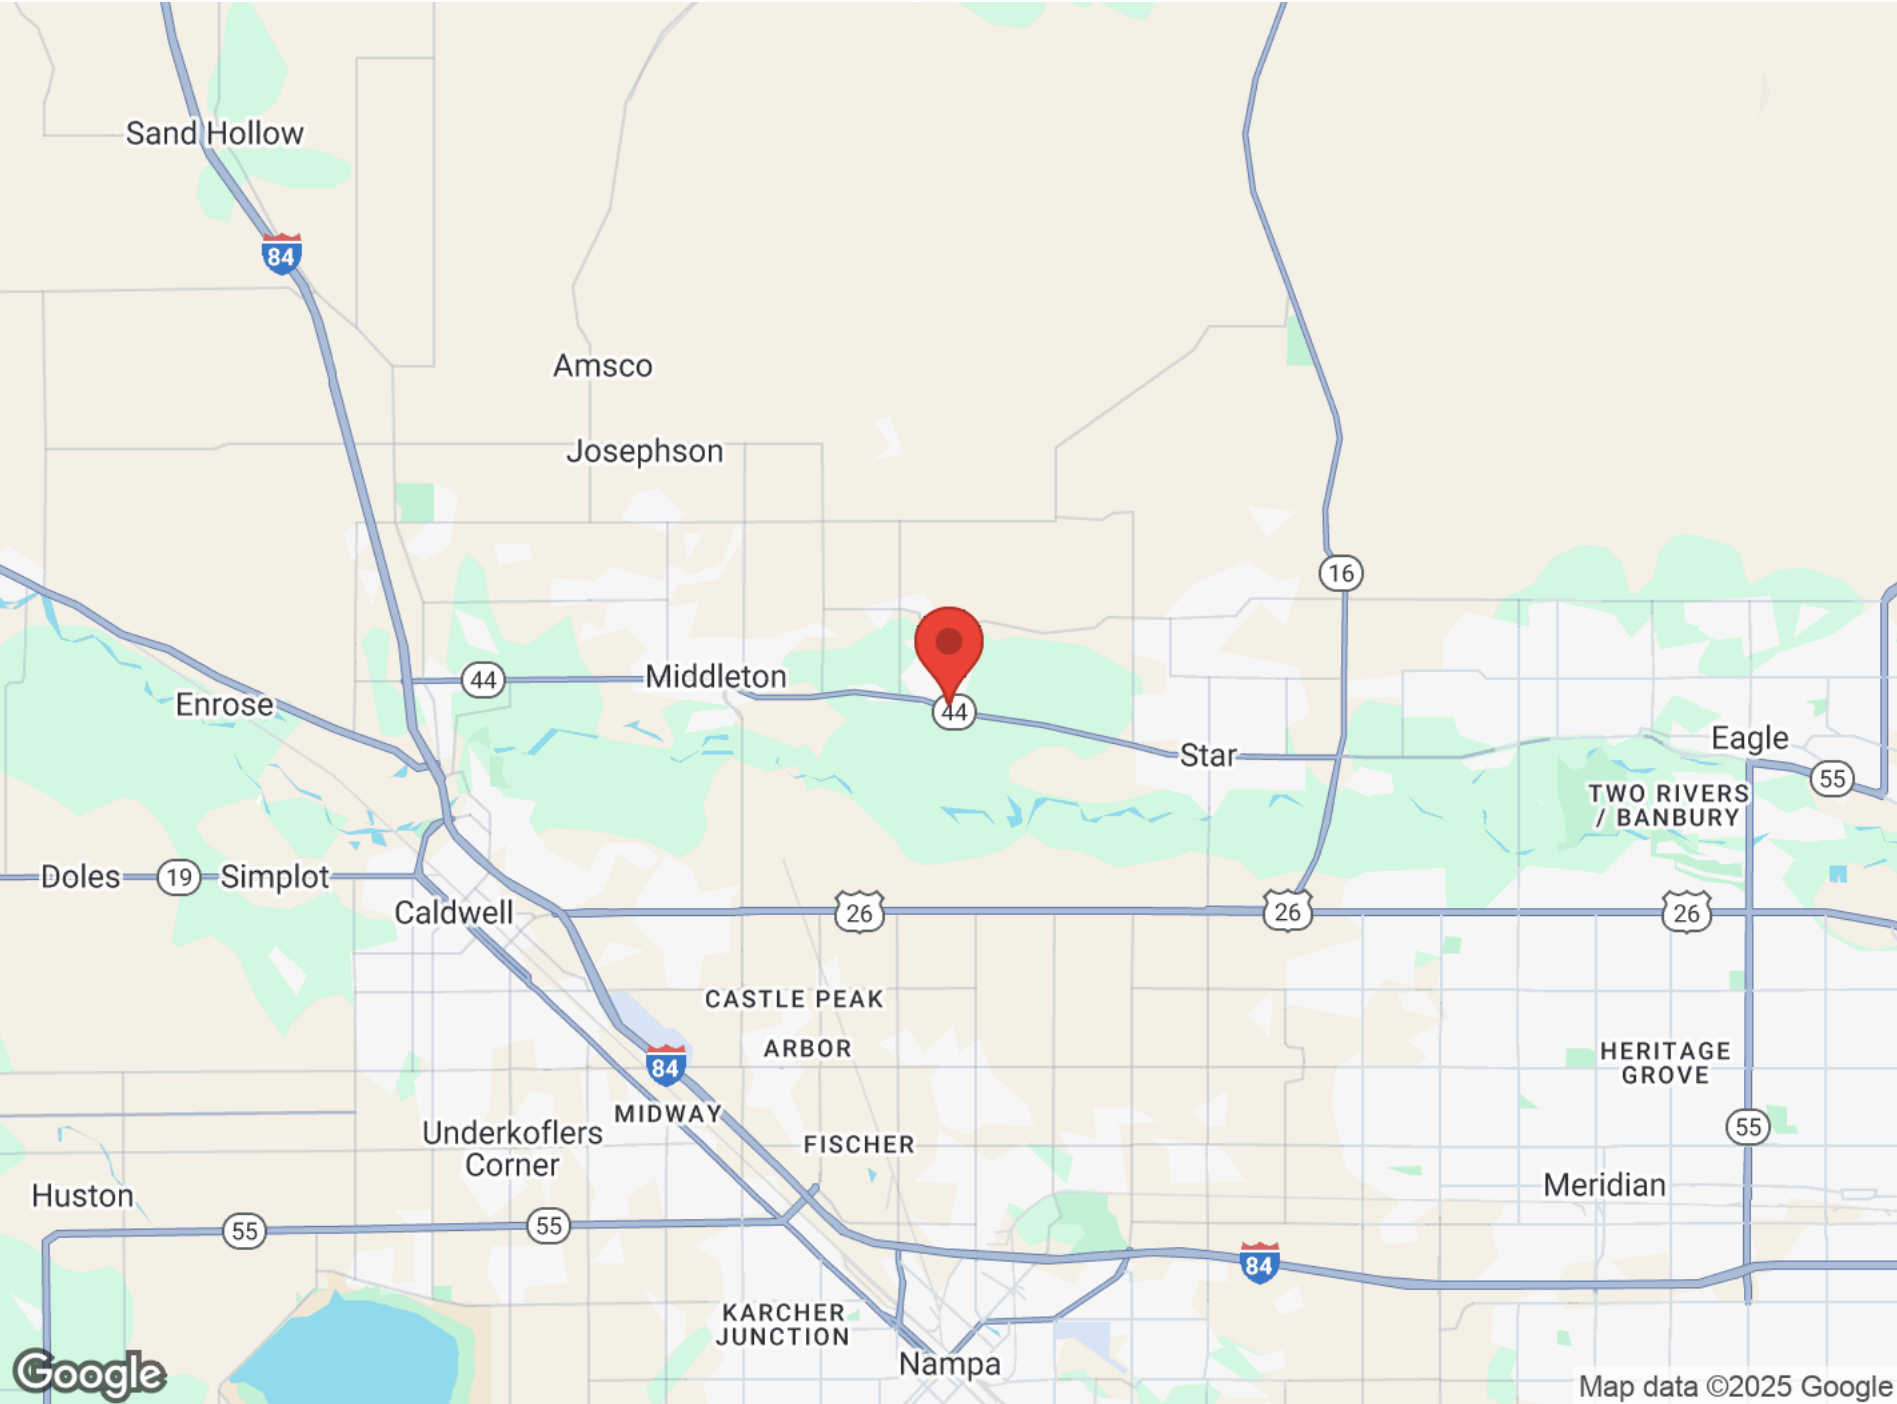 Sand Hollow
84
Amsco
Josephson
16
44
Middleton
Enrose
44
Star
Eagle
55
TWO RIVERS
/ BANBURY
Doles
19
Simplot
Caldwell
26
26
26
CASTLE PEAK
ARBOR
HERITAGE
GROVE
84
MIDWAY
Underkoflers
Corner
FISCHER
55
Huston
Meridian
55
55
84
KARCHER
JUNCTION
Nampa
Google
Map data ©2025 Google